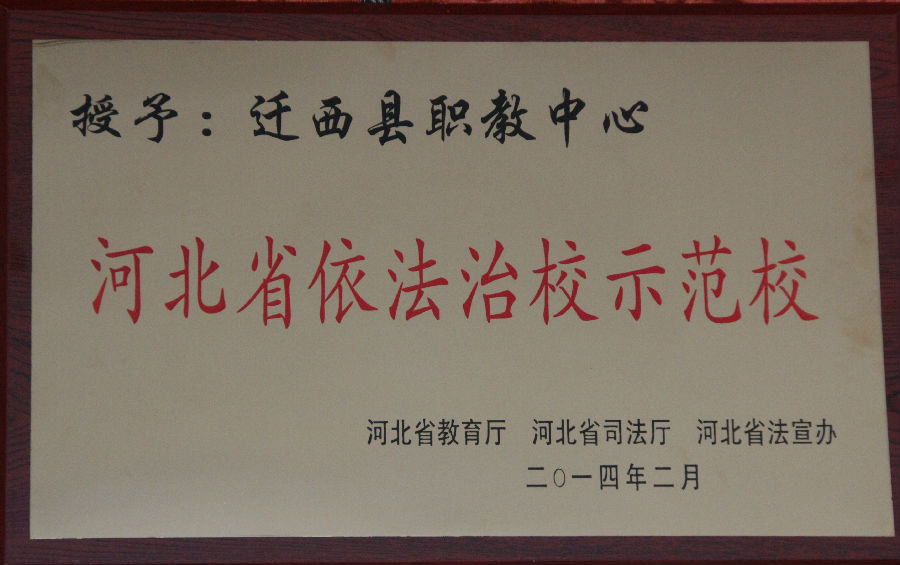 授予：迁西县职教中心
河北省依法治校示范校
河北省教育厅 河北省司法厅 河北省法宣办
二〇一四年二月